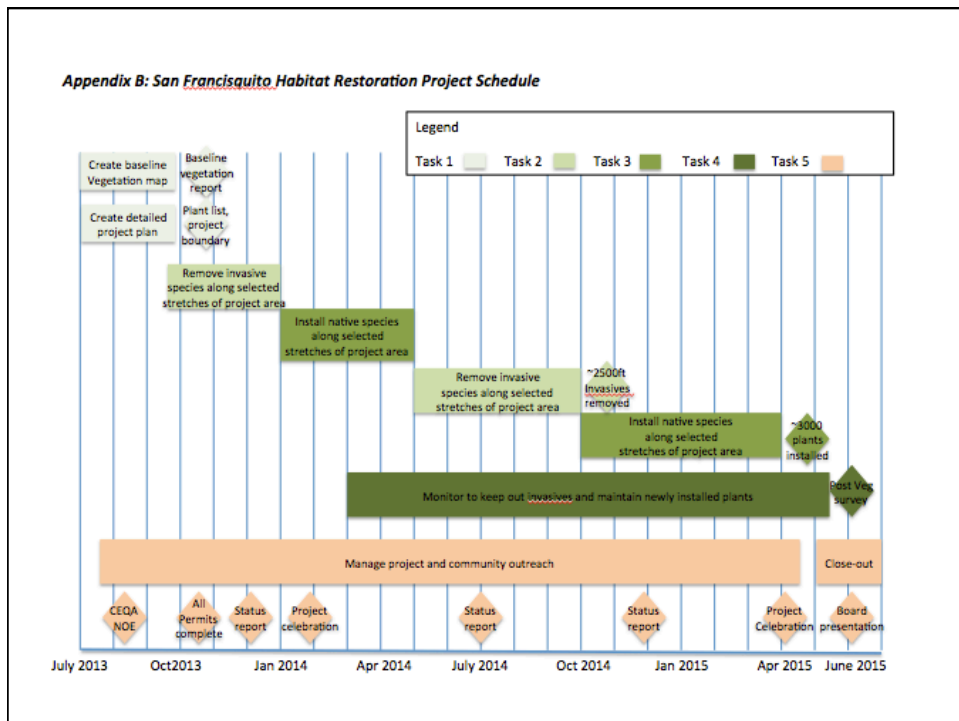 Appendix B: San Francisquito Habitat Restoration Project Schedule
Legend
Task 1 Task 2 Task 3 Task 4 Task 5
Create baseline
Vegetation map
Baseline
vegetation
report
Create detailed
project plan
Plant list,
project
boundary
Remove invasive
species along selected
stretches of project area
Install native species
along selected
stretches of project area
Remove invasive
species along selected
stretches of project area
~2500ft
Invasives
removed
Install native species
along selected
stretches of project area
~3000
plants
installed
Monitor to keep out invasives and maintain newly installed plants
Post Veg
survey
Manage project and community outreach
Close-out
CEQA
NOE
All
Permits
complete
Status
report
Project
celebration
Status
report
Status
report
Project
Celebration
Board
presentation
July 2013 Oct2013 Jan 2014 Apr 2014 July 2014 Oct 2014 Jan 2015 Apr 2015 June 2015